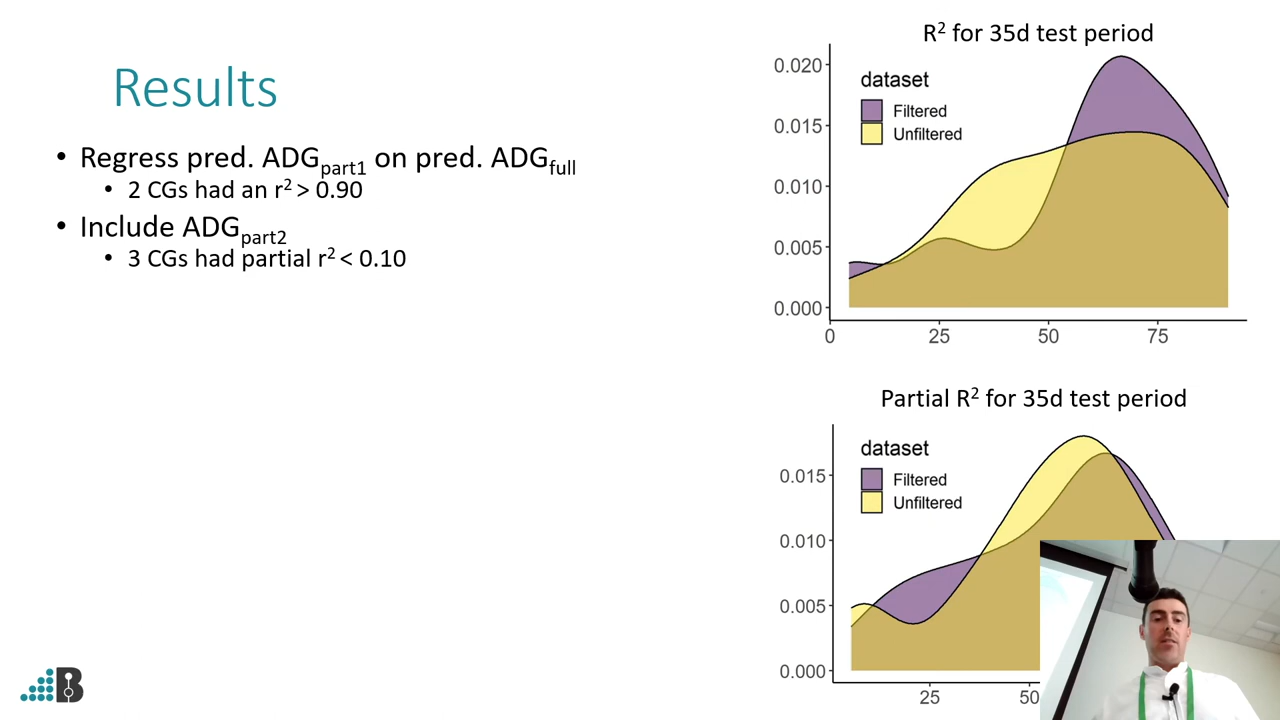 Results
• Regress pred. ADGpart1 on pred. ADGfull
• 2 CGs had an r² > 0.90
• Include ADGpart2
• 3 CGs had partial r² < 0.10
R² for 35d test period
dataset
Filtered
Unfiltered
0.020
0.015
0.010
0.005
0.000
0 25 50 75
Partial R² for 35d test period
dataset
Filtered
Unfiltered
0.015
0.010
0.005
0.000
25 50
B